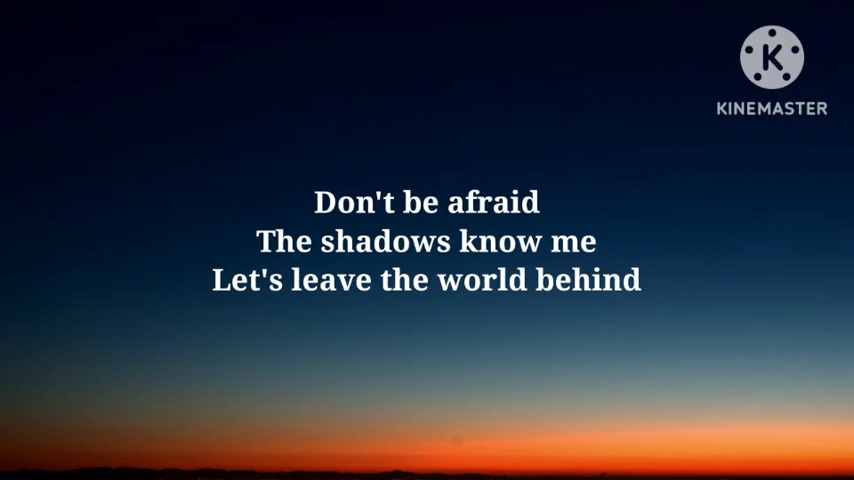 KINEMASTER
Don't be afraid
The shadows know me
Let's leave the world behind